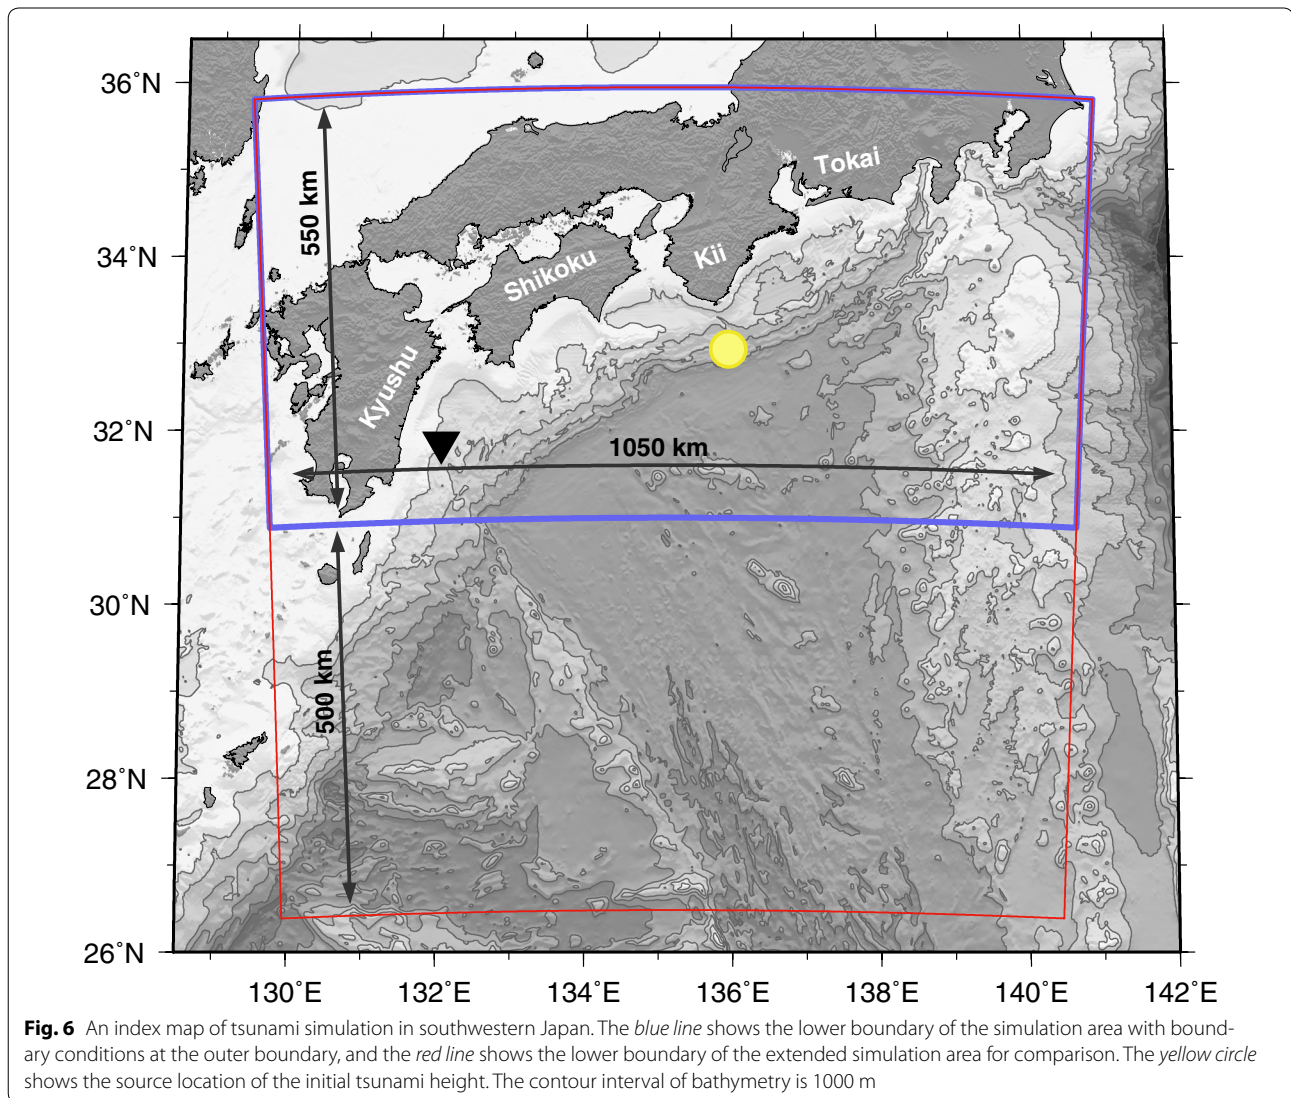 36°N
34°N
32°N
30°N
28°N
26°N
550 km
Tokai
Kii
Shikoku
Kyushu
1050 km
500 km
130°E 132°E 134°E 136°E 138°E 140°E 142°E
Fig. 6 An index map of tsunami simulation in southwestern Japan. The blue line shows the lower boundary of the simulation area with bound-
ary conditions at the outer boundary, and the red line shows the lower boundary of the extended simulation area for comparison. The yellow circle
shows the source location of the initial tsunami height. The contour interval of bathymetry is 1000 m